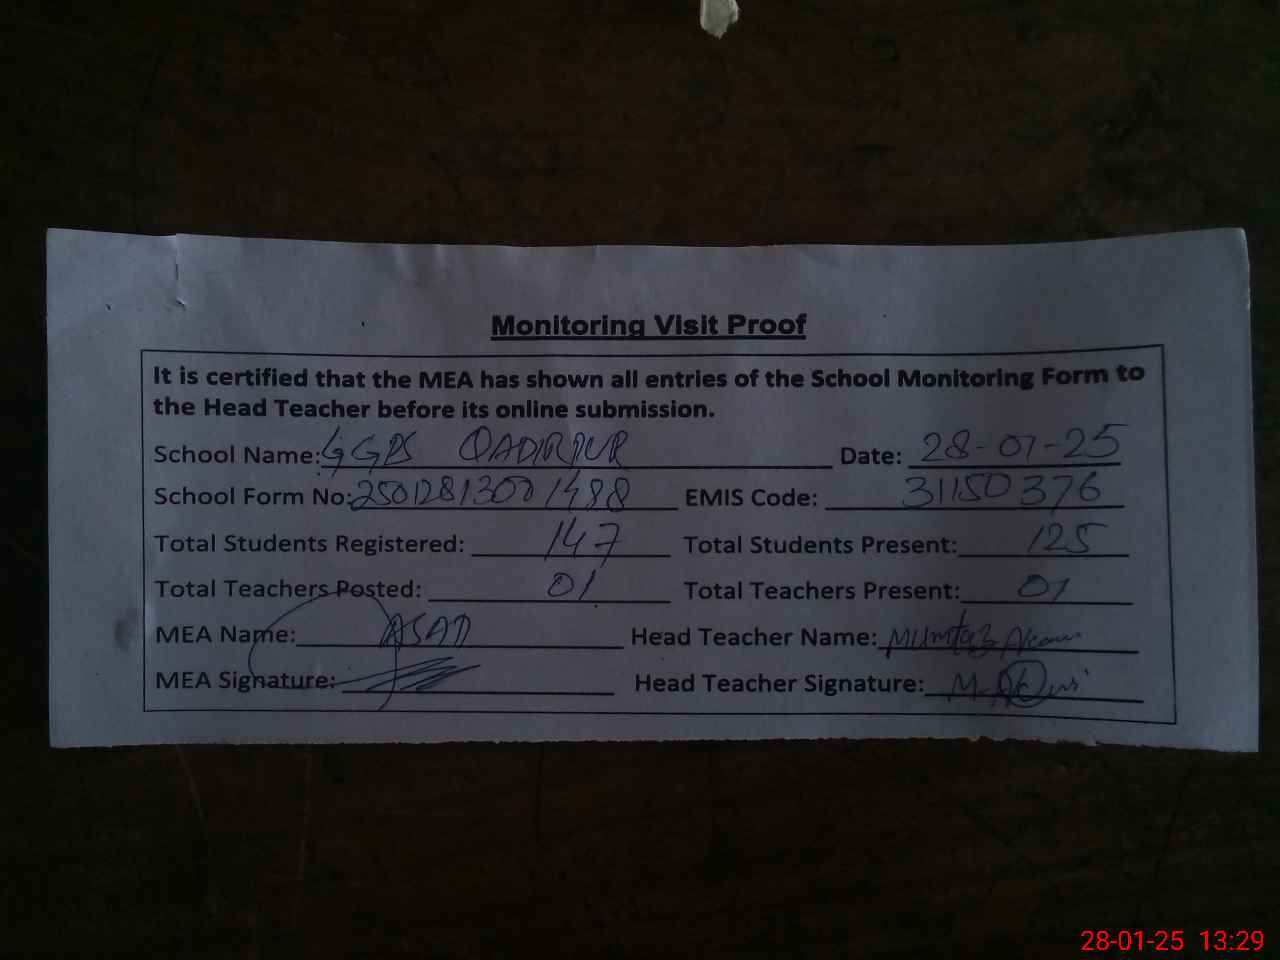 Monitoring Visit Proof
It is certified that the MEA has shown all entries of the School Monitoring Form to
the Head Teacher before its online submission.
School Name: GGPS QADIRPUR Date: 28-01-25
School Form No: 25012813001488 EMIS Code: 31150376
Total Students Registered: 147 Total Students Present: 125
Total Teachers Posted: 01 Total Teachers Present: 01
MEA Name: ASAD Head Teacher Name: Mumtaz
MEA Signature: Head Teacher Signature:
28-01-25 13:29